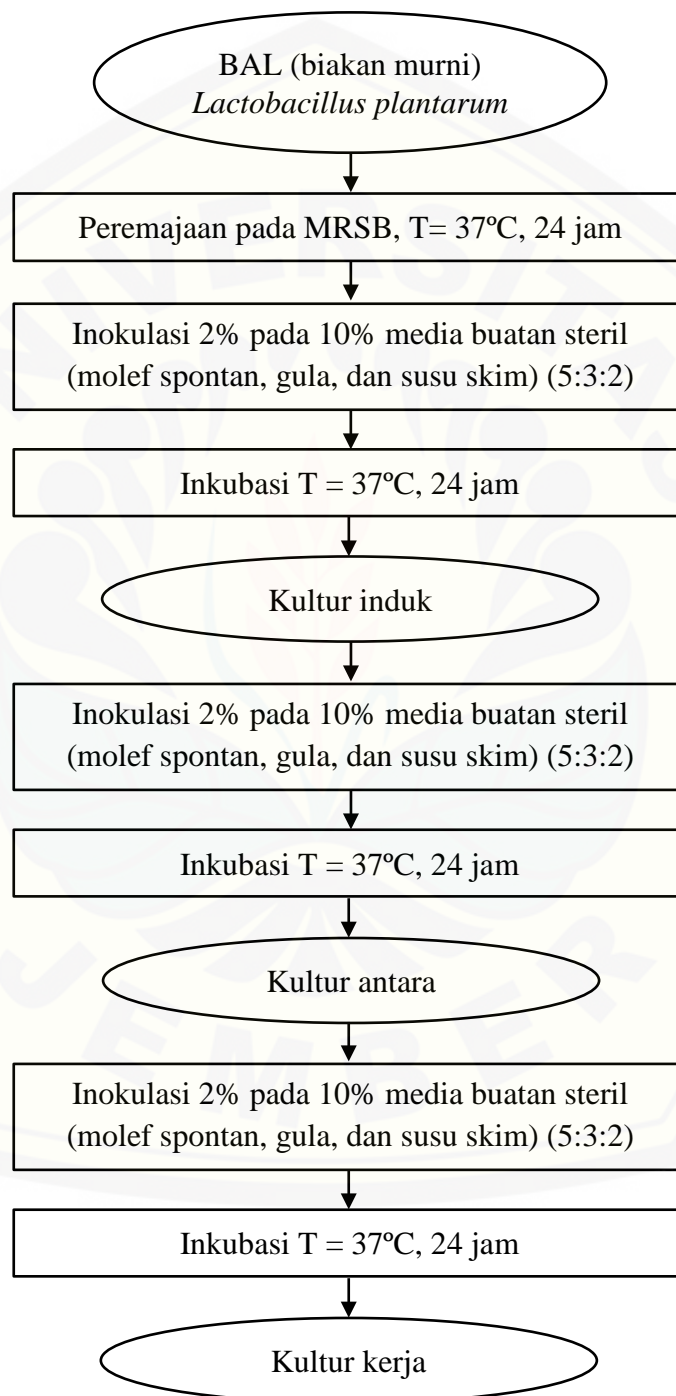 BAL (biakan murni)
Lactobacillus plantarum
Peremajaan pada MRSB, T= 37ºC, 24 jam
Inokulasi 2% pada 10% media buatan steril
(molef spontan, gula, dan susu skim) (5:3:2)
Inkubasi T = 37ºC, 24 jam
Kultur induk
Inokulasi 2% pada 10% media buatan steril
(molef spontan, gula, dan susu skim) (5:3:2)
Inkubasi T = 37ºC, 24 jam
Kultur antara
Inokulasi 2% pada 10% media buatan steril
(molef spontan, gula, dan susu skim) (5:3:2)
Inkubasi T = 37ºC, 24 jam
Kultur kerja
UNIVERSITAS
JEMBER